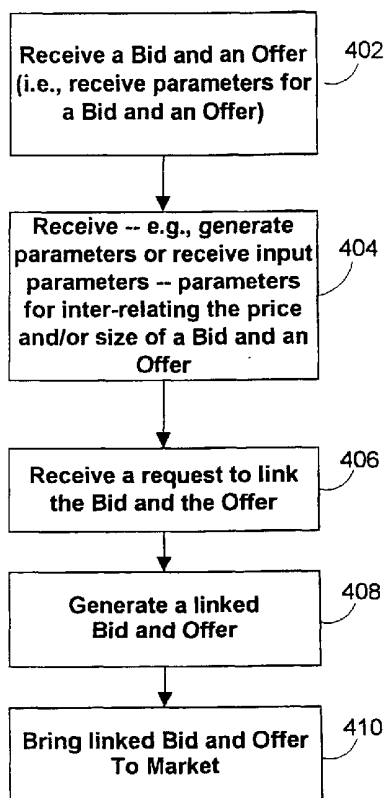 Receive a Bid and an Offer
(i.e., receive parameters for
a Bid and an Offer)
402
Receive -- e.g., generate
parameters or receive input
parameters -- parameters
for inter-relating the price
and/or size of a Bid and an
Offer
404
Receive a request to link
the Bid and the Offer
406
Generate a linked
Bid and Offer
408
Bring linked Bid and Offer
To Market
410